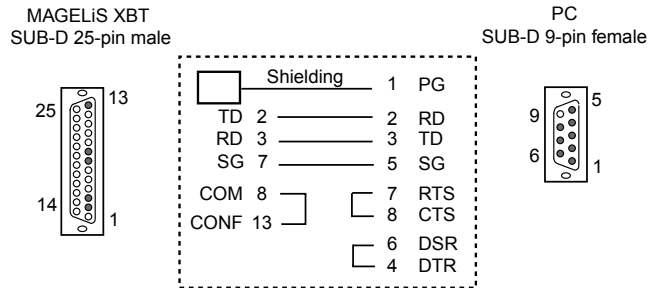 MAGELiS XBT
SUB-D 25-pin male
PC
SUB-D 9-pin female
25
13
14
1
Shielding 1 PG
TD 2 2 RD
RD 3 3 TD
SG 7 5 SG
COM 8 7 RTS
CONF 13 8 CTS
6 DSR
4 DTR
9
5
6
1